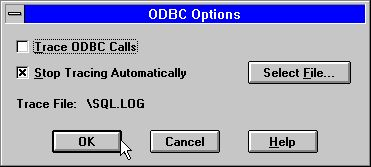 ODBC Options
Trace ODBC Calls
Stop Tracing Automatically
Select File...
Trace File: \SQL.LOG
OK Cancel Help